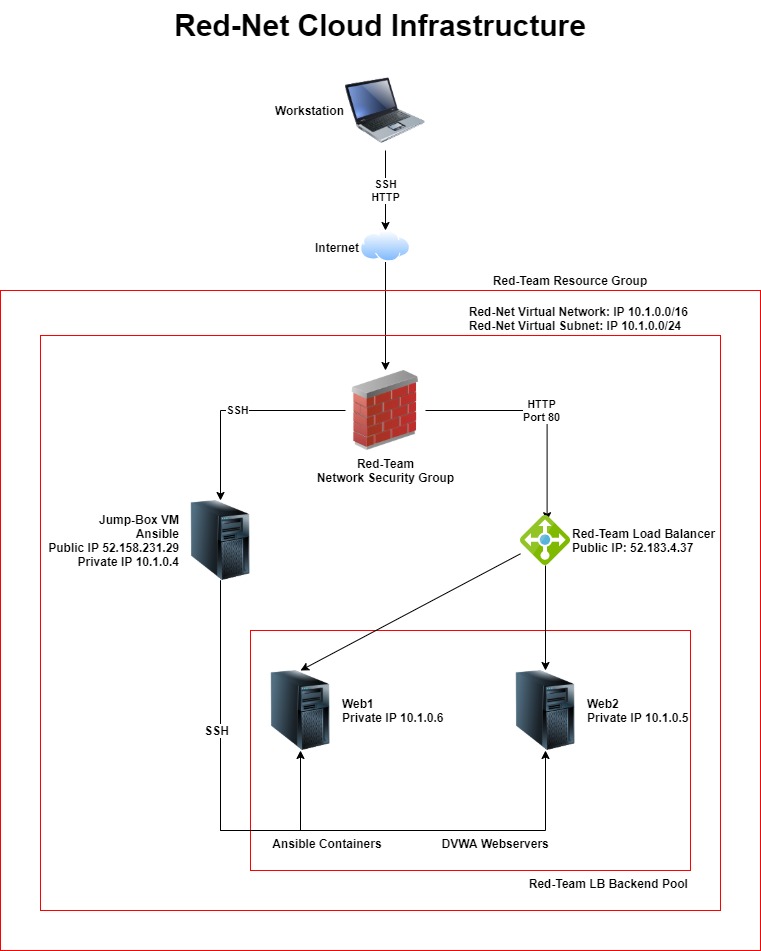 Red-Net Cloud Infrastructure
Workstation
SSH
HTTP
Internet
Red-Team Resource Group
Red-Net Virtual Network: IP 10.1.0.0/16
Red-Net Virtual Subnet: IP 10.1.0.0/24
SSH
HTTP
Port 80
Red-Team
Network Security Group
Jump-Box VM
Ansible
Public IP 52.158.231.29
Private IP 10.1.0.4
Red-Team Load Balancer
Public IP: 52.183.4.37
Web1
Private IP 10.1.0.6
Web2
Private IP 10.1.0.5
SSH
Ansible Containers
DVWA Webservers
Red-Team LB Backend Pool